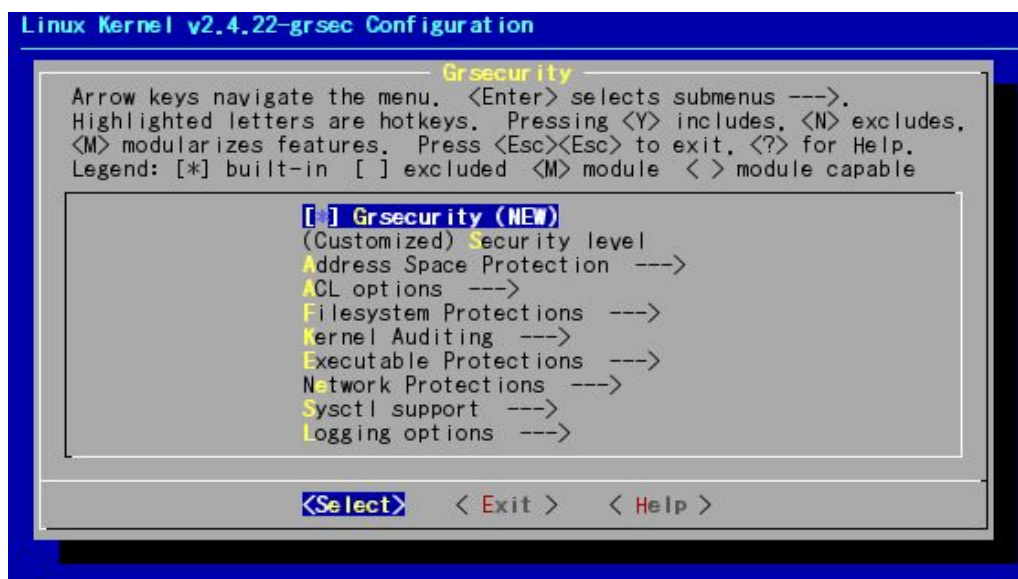 Linux Kernel v2.4.22-grsec Configuration
Grsecurity
Arrow keys navigate the menu. <Enter> selects submenus --->.
Highlighted letters are hotkeys. Pressing <Y> includes, <N> excludes,
<M> modularizes features. Press <Esc><Esc> to exit, <?> for Help.
Legend: [*] built-in [ ] excluded <M> module < > module capable
[*] Grsecurity (NEW)
(Customized) Security level
Address Space Protection --->
ACL options --->
Filesystem Protections --->
Kernel Auditing --->
Executable Protections --->
Network Protections --->
Sysctl support --->
Logging options --->
<Select> < Exit > < Help >